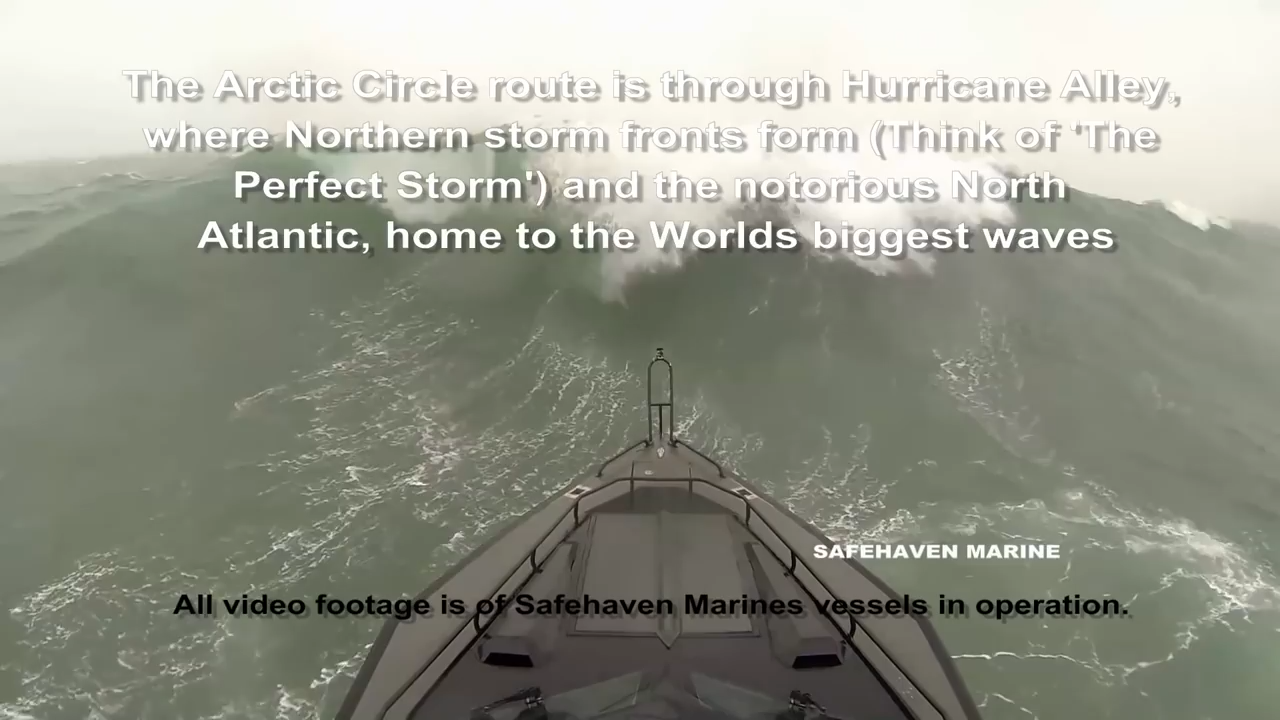 The Arctic Circle route is through Hurricane Alley,
where Northern storm fronts form (Think of 'The
Perfect Storm') and the notorious North
Atlantic, home to the Worlds biggest waves
SAFEHAVEN MARINE
All video footage is of Safehaven Marines vessels in operation.